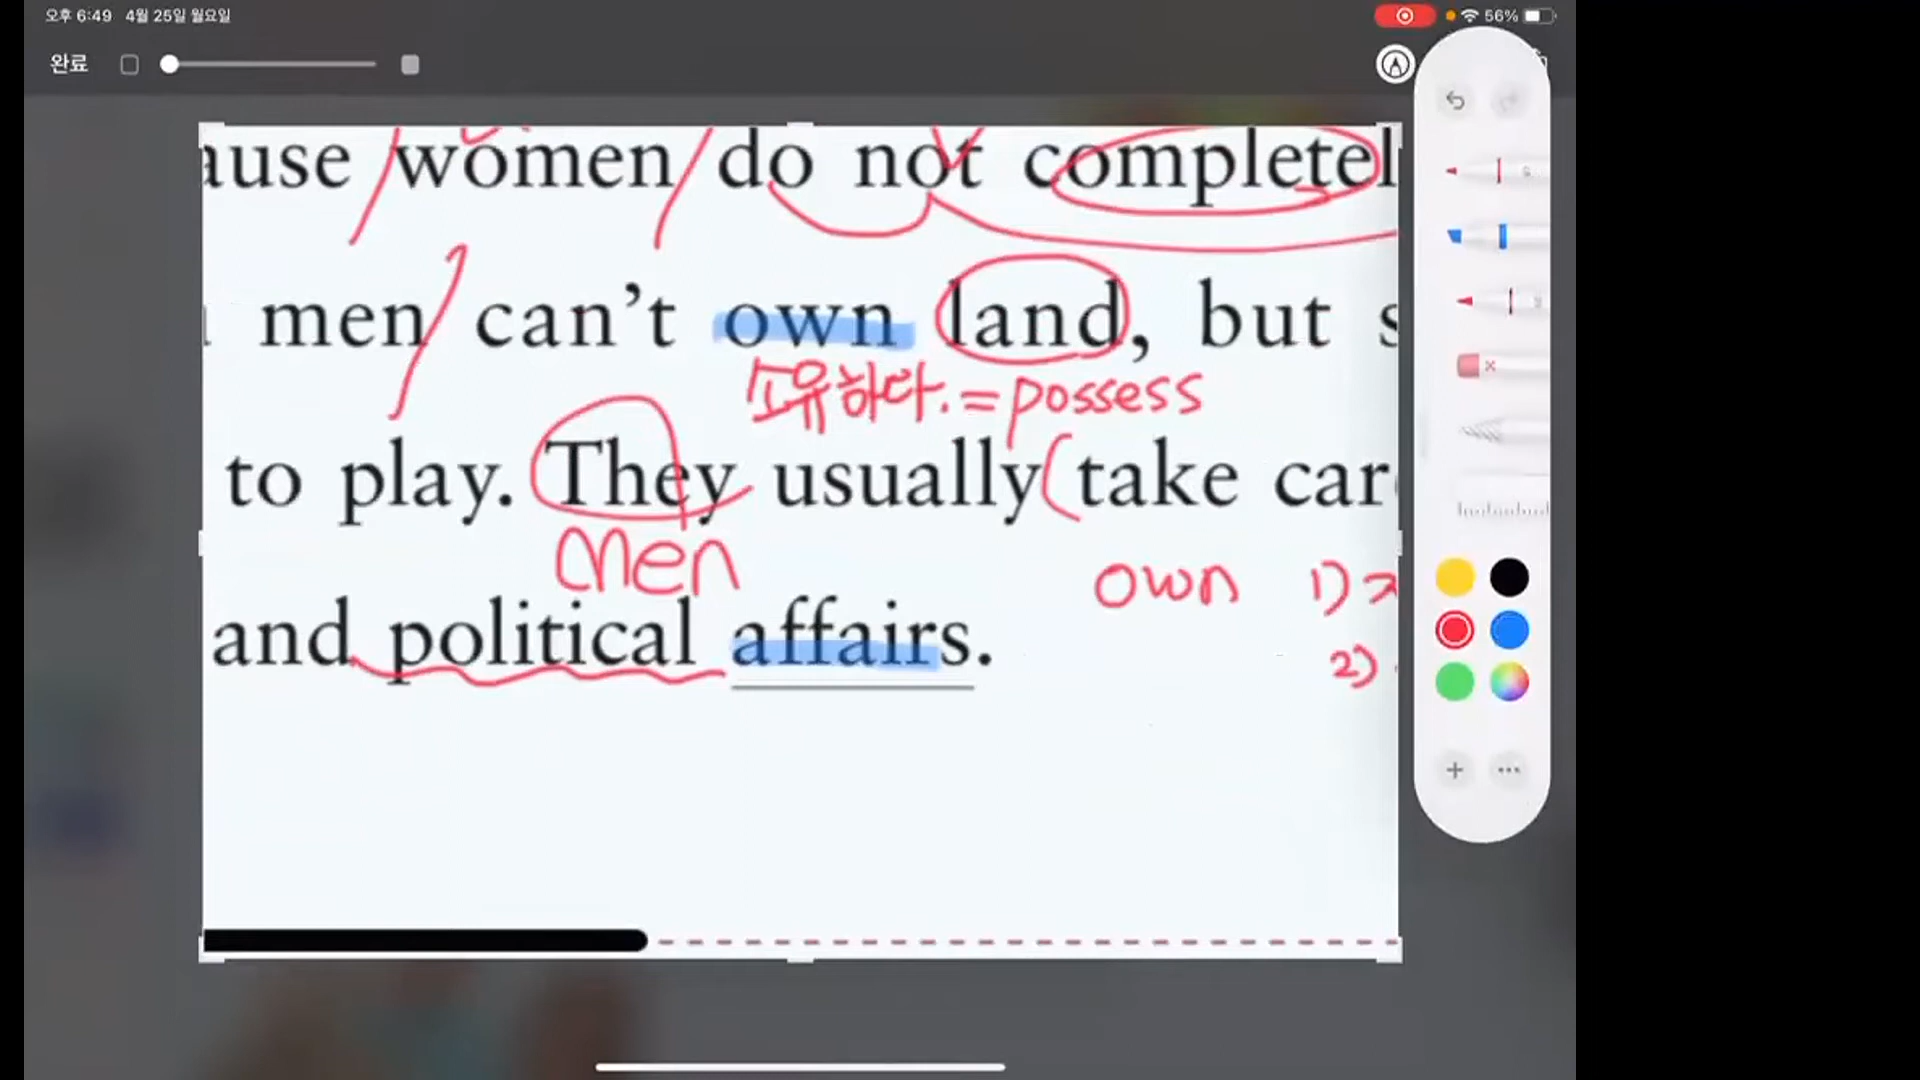 오후 6:49 4월 25일 월요일
56%
완료
ause women do not completel
men can't own land, but s
소유하다. = possess
to play. They usually (take car
men
own 1)
and political affairs.
2)